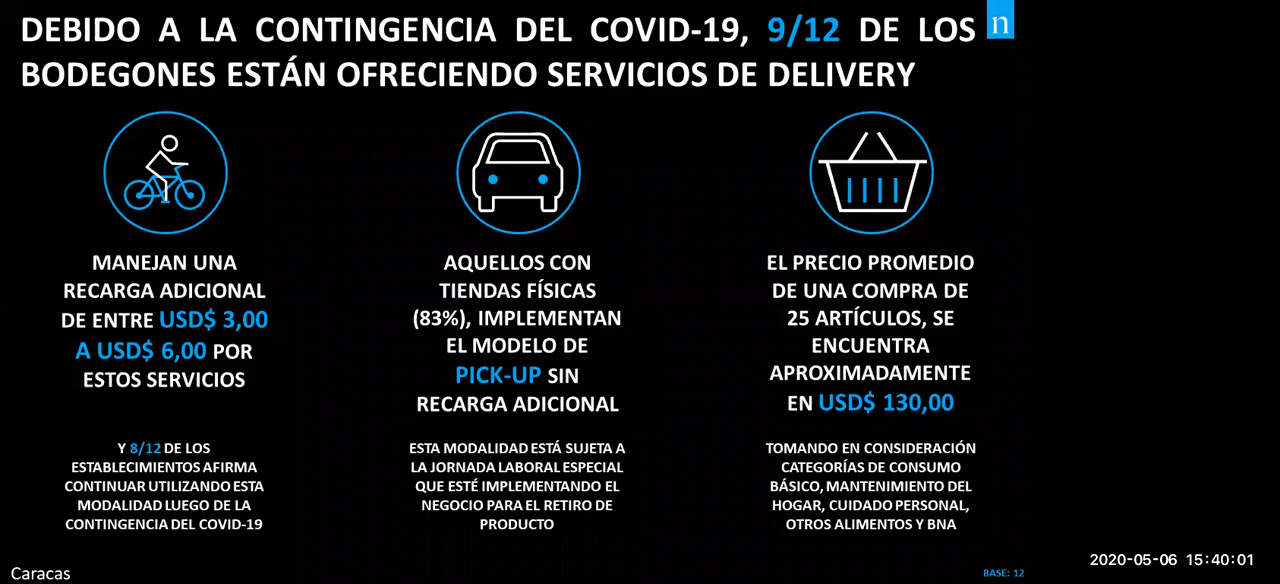 DEBIDO A LA CONTINGENCIA DEL COVID-19, 9/12 DE LOS
n
BODEGONES ESTÁN OFRECIENDO SERVICIOS DE DELIVERY
MANEJAN UNA
RECARGA ADICIONAL
DE ENTRE USD$ 3,00
A USD$ 6,00 POR
ESTOS SERVICIOS
Y 8/12 DE LOS
ESTABLECIMIENTOS AFIRMA
CONTINUAR UTILIZANDO ESTA
MODALIDAD LUEGO DE LA
CONTINGENCIA DEL COVID-19
AQUELLOS CON
TIENDAS FÍSICAS
(83%), IMPLEMENTAN
EL MODELO DE
PICK-UP SIN
RECARGA ADICIONAL
ESTA MODALIDAD ESTÁ SUJETA A
LA JORNADA LABORAL ESPECIAL
QUE ESTÉ IMPLEMENTANDO EL
NEGOCIO PARA EL RETIRO DE
PRODUCTO
EL PRECIO PROMEDIO
DE UNA COMPRA DE
25 ARTÍCULOS, SE
ENCUENTRA
APROXIMADAMENTE
EN USD$ 130,00
TOMANDO EN CONSIDERACIÓN
CATEGORÍAS DE CONSUMO
BÁSICO, MANTENIMIENTO DEL
HOGAR, CUIDADO PERSONAL,
OTROS ALIMENTOS Y BNA
Caracas
BASE: 12
2020-05-06 15:40:01